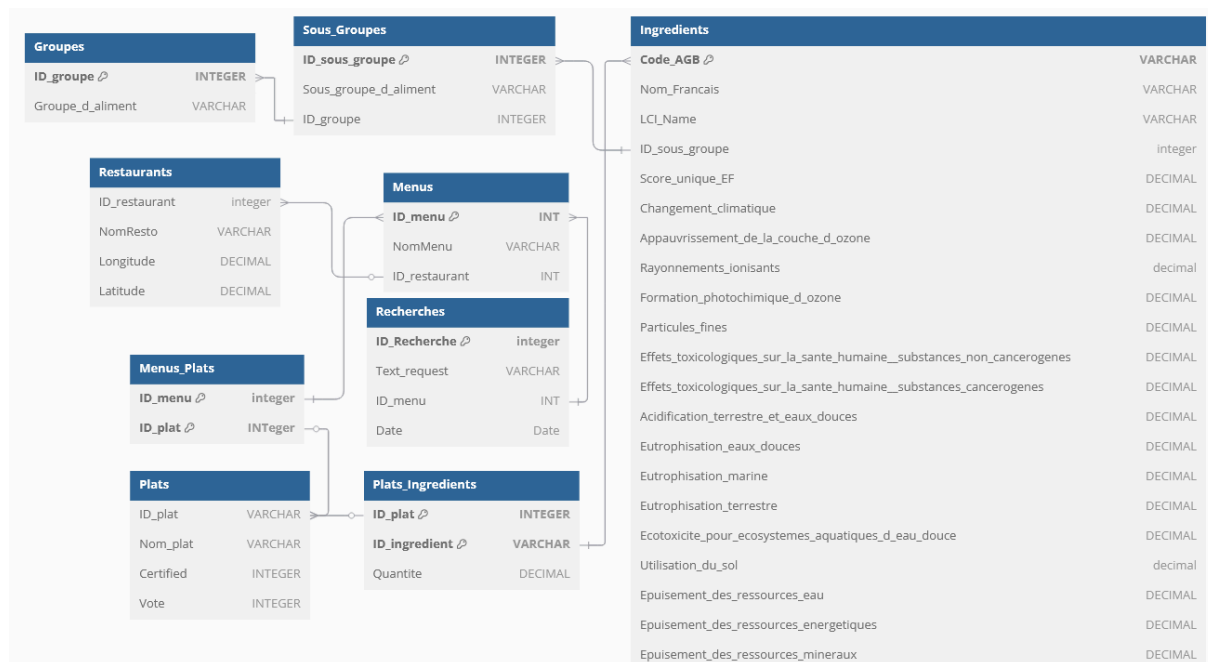 Groupes
ID_groupe INTEGER
Groupe_d_aliment VARCHAR
Sous_Groupes
ID_sous_groupe INTEGER
Sous_groupe_d_aliment VARCHAR
ID_groupe INTEGER
Restaurants
ID_restaurant integer
NomResto VARCHAR
Longitude DECIMAL
Latitude DECIMAL
Menus
ID_menu INT
NomMenu VARCHAR
ID_restaurant INT
Recherches
ID_Recherche integer
Text_request VARCHAR
ID_menu INT
Date Date
Menus_Plats
ID_menu integer
ID_plat INTeger
Plats
ID_plat VARCHAR
Nom_plat VARCHAR
Certified INTEGER
Vote INTEGER
Plats_Ingredients
ID_plat INTEGER
ID_ingredient VARCHAR
Quantite DECIMAL
Ingredients
Code_AGB VARCHAR
Nom_Francais VARCHAR
LCI_Name VARCHAR
ID_sous_groupe integer
Score_unique_EF DECIMAL
Changement_climatique DECIMAL
Appauvrissement_de_la_couche_d_ozone DECIMAL
Rayonnements_ionisants decimal
Formation_photochimique_d_ozone DECIMAL
Particules_fines DECIMAL
Effets_toxicologiques_sur_la_sante_humaine__substances_non_cancerogenes DECIMAL
Effets_toxicologiques_sur_la_sante_humaine__substances_cancerogenes DECIMAL
Acidification_terrestre_et_eaux_douces DECIMAL
Eutrophisation_eaux_douces DECIMAL
Eutrophisation_marine DECIMAL
Eutrophisation_terrestre DECIMAL
Ecotoxicite_pour_ecosystemes_aquatiques_d_eau_douce DECIMAL
Utilisation_du_sol decimal
Epuisement_des_ressources_eau DECIMAL
Epuisement_des_ressources_energetiques DECIMAL
Epuisement_des_ressources_mineraux DECIMAL